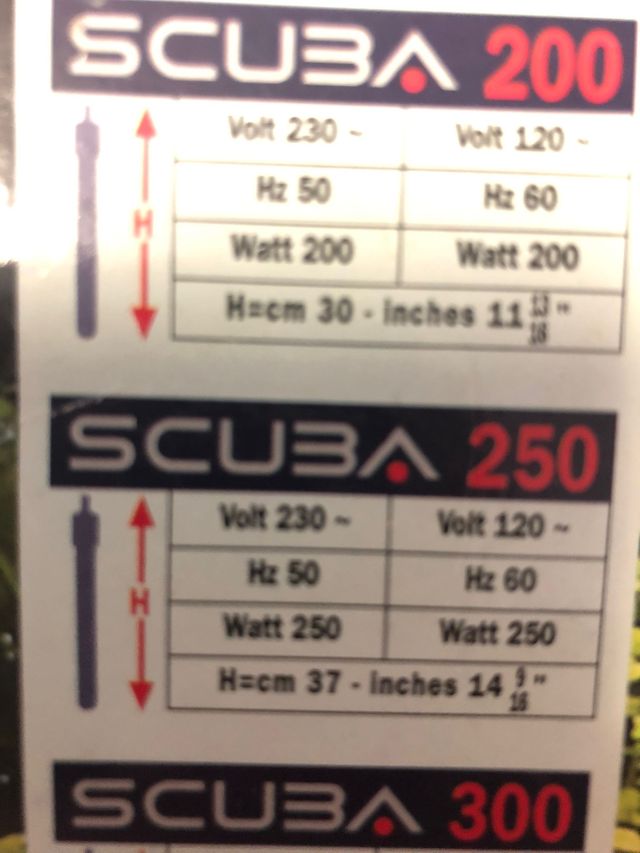 SCUBA 200
Volt 230 ~ Volt 120 ~
Hz 50 Hz 60
H
Watt 200 Watt 200
H=cm 30 - inches 11 13/16"
SCUBA 250
Volt 230 ~ Volt 120 ~
Hz 50 Hz 60
H
Watt 250 Watt 250
H=cm 37 - inches 14 9/16"
SCUBA 300